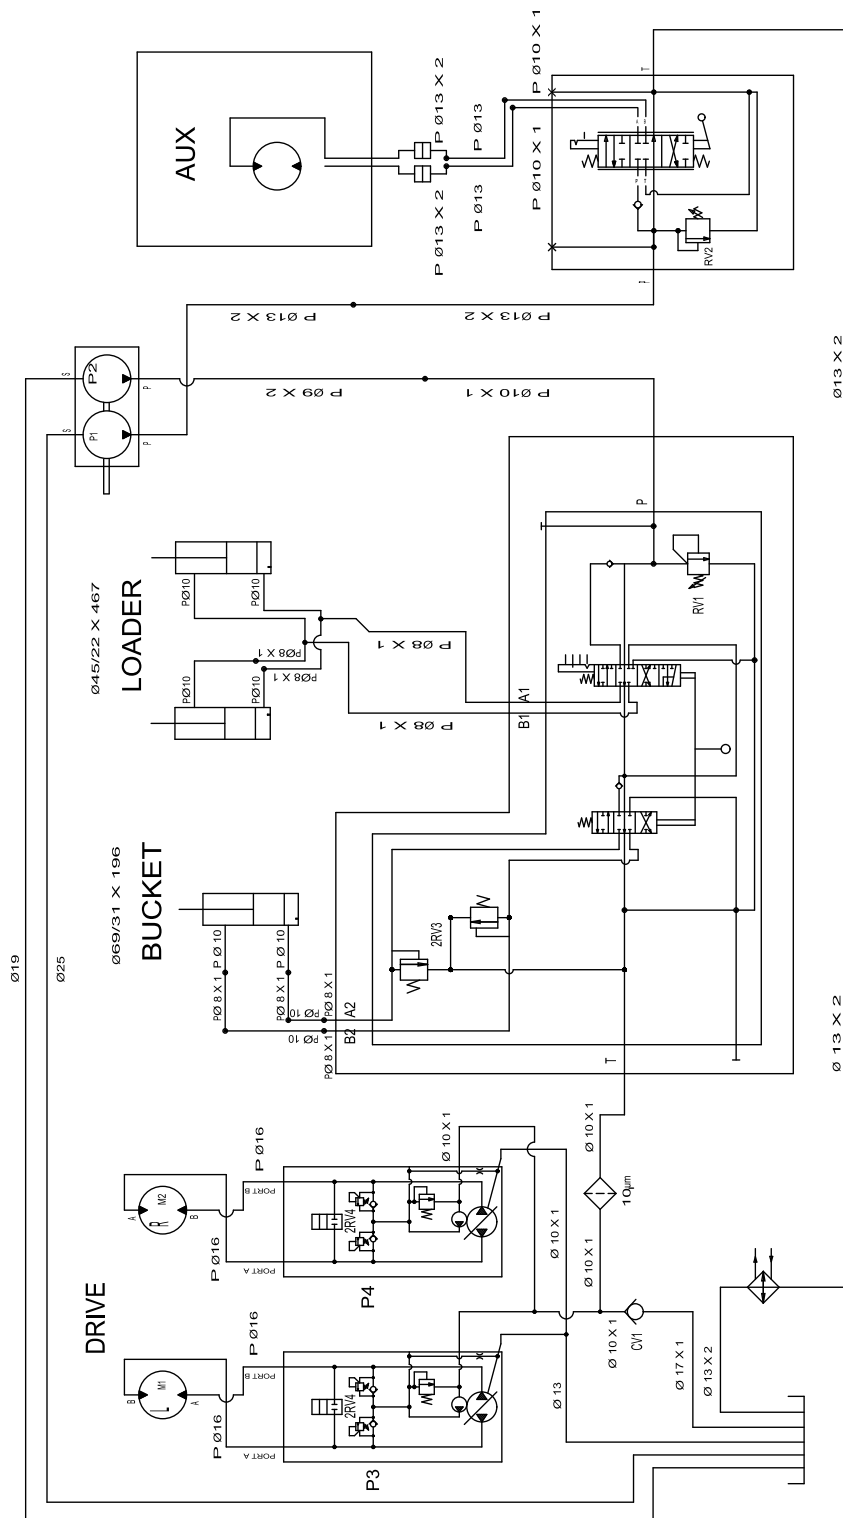 AUX
P Ø13 X 2
P Ø13
P Ø13 X 2
P Ø13
P Ø10 X 1
P Ø10 X 1
T
P
T
P
RV2
P
P Ø13 X 2
P Ø13 X 2
S
P2
P
S
P1
P
P Ø9 X 2
P Ø10 X 1
Ø13 X 2
P
RV1
LOADER
Ø45/22 X 467
PØ10
PØ10
PØ10
PØ10
PØ8 X 1
PØ8 X 1
P Ø8 X 1
P Ø8 X 1
B1 A1
BUCKET
Ø69/31 X 196
PØ 8 X 1 P Ø 10
PØ 8 X 1 P Ø 10
PØ 10
PØ 10
PØ 8 X 1
PØ 8 X 1
B2 A2
2RV3
T
Ø19
Ø25
Ø 13 X 2
DRIVE
A
R
M2
B
P Ø16
P Ø16
PORT B
PORT A
2RV4
P4
B
L
M1
A
P Ø16
P Ø16
PORT B
PORT A
2RV4
P3
Ø 10 X 1
Ø 10 X 1
Ø 10 X 1
10µm
Ø 10 X 1
Ø 10 X 1
CV1
Ø 13
Ø 17 X 1
Ø 13 X 2